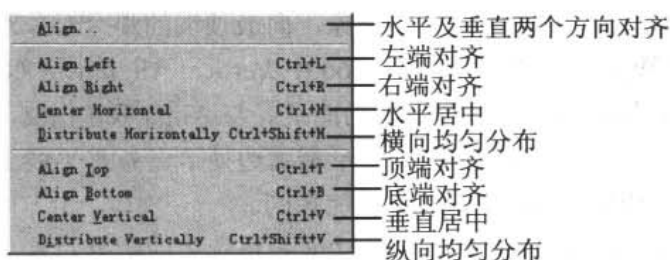 Align... 水平及垂直两个方向对齐
Align Left Ctrl+L 左端对齐
Align Right Ctrl+R 右端对齐
Center Horizontal Ctrl+H 水平居中
Distribute Horizontally Ctrl+Shift+H 横向均匀分布
Align Top Ctrl+T 顶端对齐
Align Bottom Ctrl+B 底端对齐
Center Vertical Ctrl+V 垂直居中
Distribute Vertically Ctrl+Shift+V 纵向均匀分布